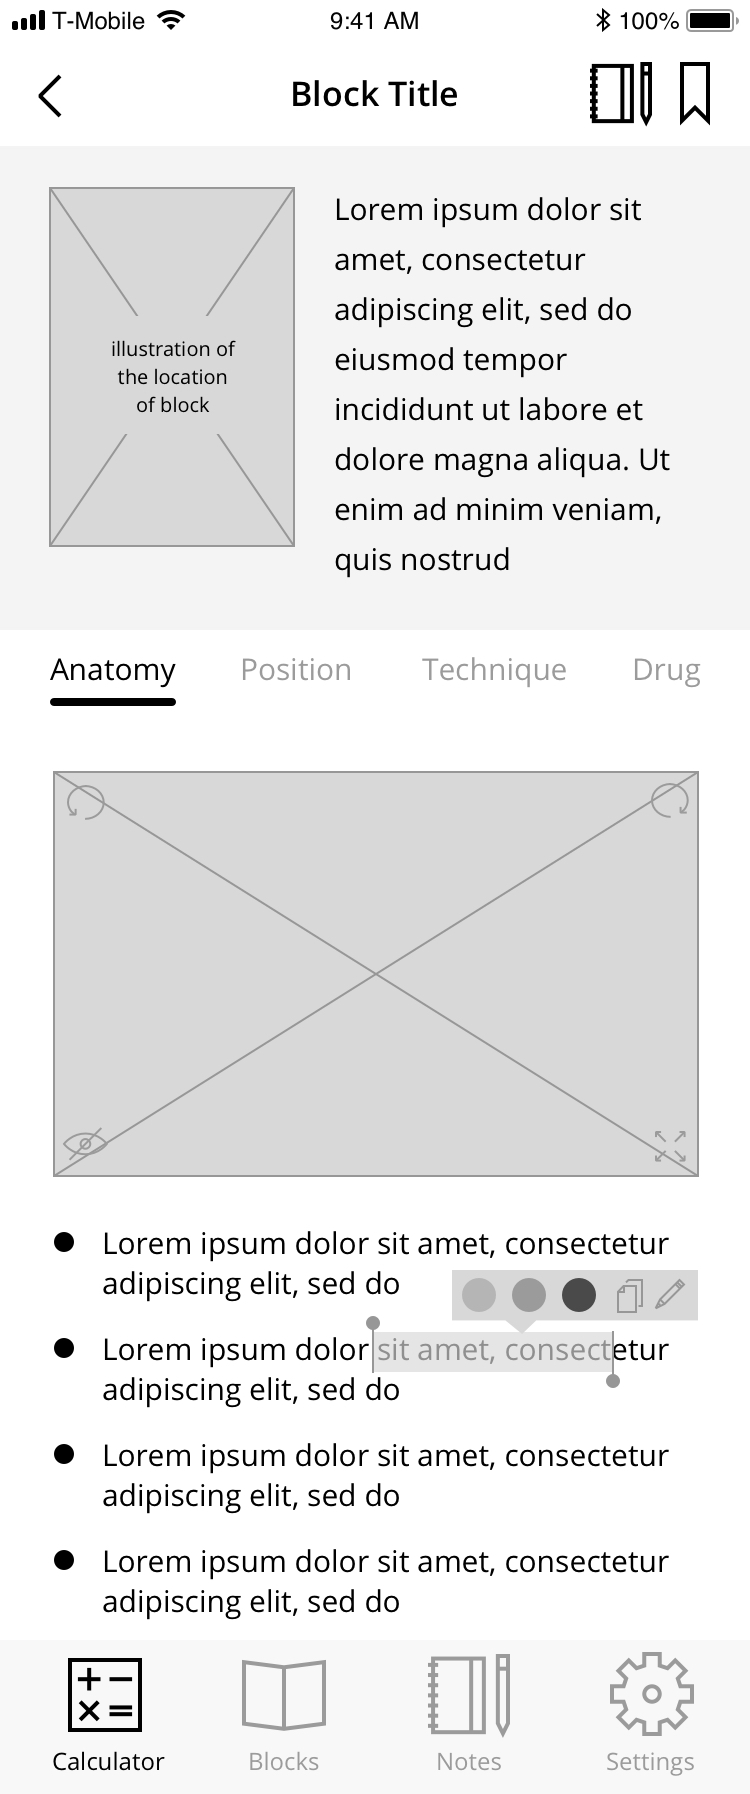 T-Mobile 9:41 AM 100%
Block Title
illustration of
the location
of block
Lorem ipsum dolor sit
amet, consectetur
adipiscing elit, sed do
eiusmod tempor
incididunt ut labore et
dolore magna aliqua. Ut
enim ad minim veniam,
quis nostrud
Anatomy Position Technique Drug
Lorem ipsum dolor sit amet, consectetur
adipiscing elit, sed do
Lorem ipsum dolor sit amet, consectetur
adipiscing elit, sed do
Lorem ipsum dolor sit amet, consectetur
adipiscing elit, sed do
Lorem ipsum dolor sit amet, consectetur
adipiscing elit, sed do
Calculator Blocks Notes Settings